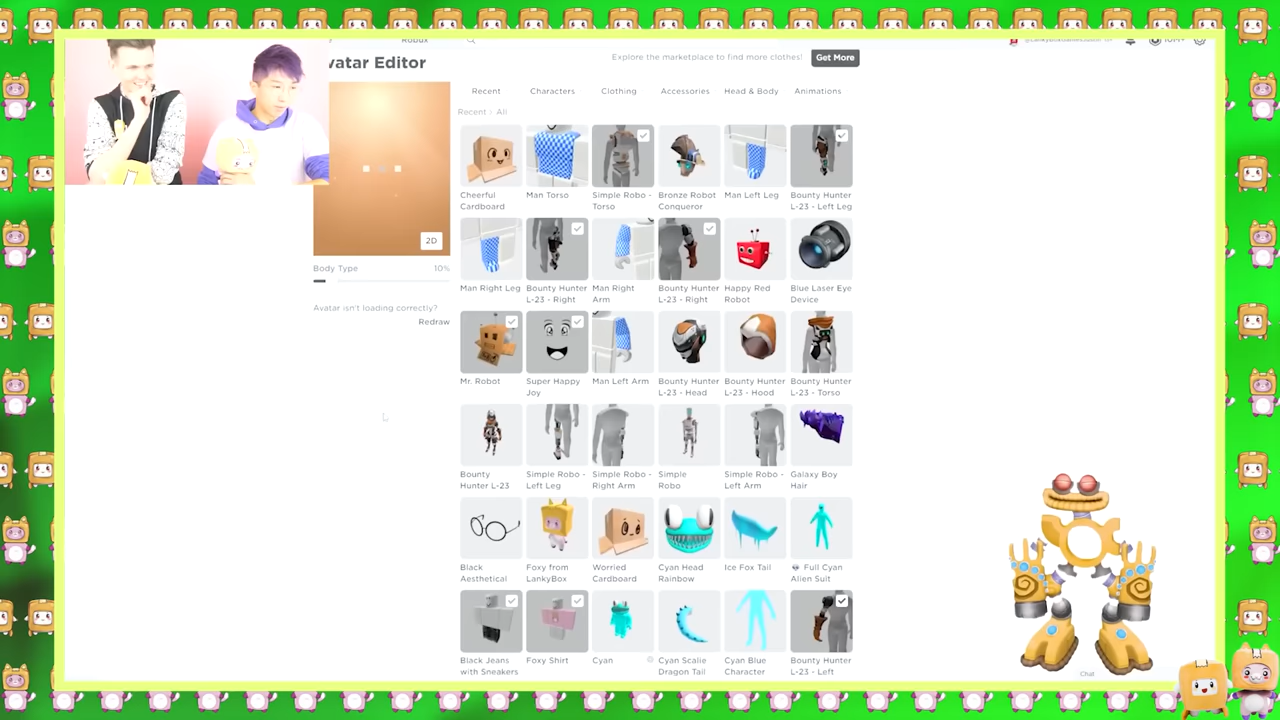 Robux
vatar Editor
Explore the marketplace to find more clothes!
Get More
Recent
Characters
Clothing
Accessories
Head & Body
Animations
Recent
All
2D
Body Type
10%
Avatar isn't loading correctly?
Redraw
Cheerful
Cardboard
Man Torso
Simple Robo -
Torso
Bronze Robot
Conqueror
Man Left Leg
Bounty Hunter
L-23 - Left Leg
Man Right Leg
Bounty Hunter
L-23 - Right
Man Right
Arm
Bounty Hunter
L-23 - Right
Happy Red
Robot
Blue Laser Eye
Device
Mr. Robot
Super Happy
Joy
Man Left Arm
Bounty Hunter
L-23 - Head
Bounty Hunter
L-23 - Hood
Bounty Hunter
L-23 - Torso
Bounty
Hunter L-23
Simple Robo -
Left Leg
Simple Robo -
Right Arm
Simple
Robo
Simple Robo -
Left Arm
Galaxy Boy
Hair
Black
Aesthetical
Foxy from
LankyBox
Worried
Cardboard
Cyan Head
Rainbow
Ice Fox Tail
Full Cyan
Alien Suit
Black Jeans
with Sneakers
Foxy Shirt
Cyan
Cyan Scalie
Dragon Tail
Cyan Blue
Character
Bounty Hunter
L-23 - Left
Chat